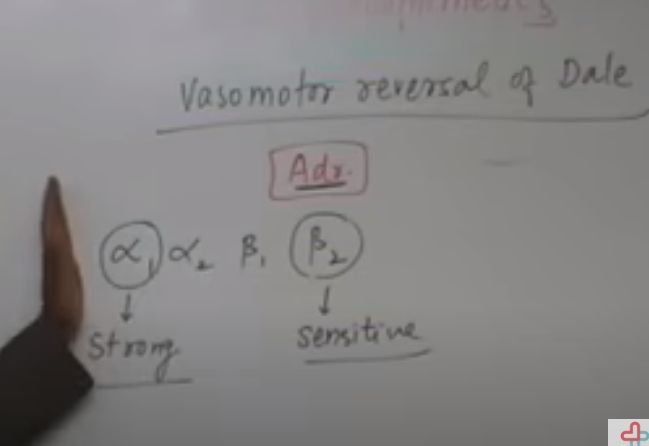 Vasomotor reversal of Dale
Adr.
α₁ α₂ β₁ β₂
↓ ↓
Strong sensitive